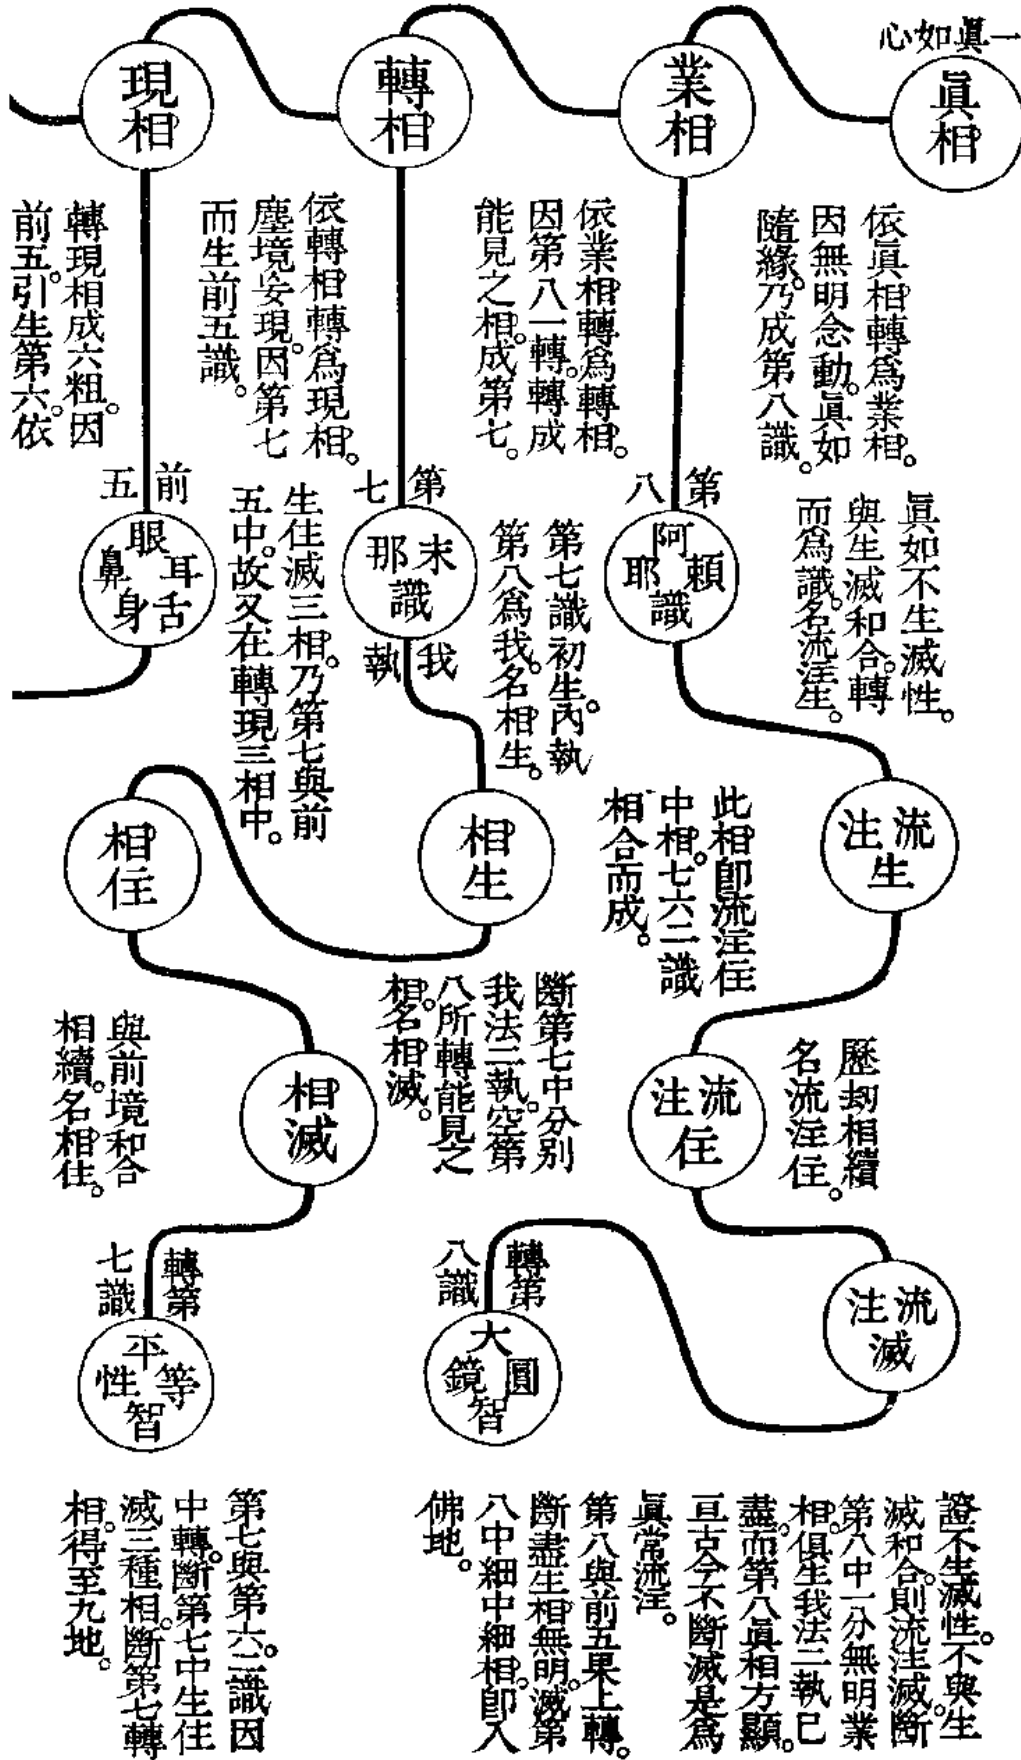 一眞如心
眞相
業相
轉相
現相
依眞相轉爲業相。
因無明念動。眞如
隨緣。乃成第八識。
依業相轉爲轉相。
因第八一轉。轉成
能見之相。成第七。
依轉相轉爲現相。
塵境妄現。因第七
而生前五識。
轉現相成六粗。因
前五。引生第六。依
第八
阿賴耶識
第七
末那識
我執
前五
眼耳鼻舌身
眞如不生滅性。
與生滅和合。轉
而爲識。名流注生。
第七識初生。內執
第八爲我。名相生。
生住滅三相。乃第七與前
五中。故又在轉現三相中。
流注生
相生
相住
此相卽流注住
中相。七六二識
相合而成。
流注住
歷劫相續
名流注住。
斷第七中分別
我法二執。空第
八所轉能見之
相。名相滅。
相滅
與前境和合
相續。名相住。
流注滅
轉第八識
大圓鏡智
轉第七識
平等性智
證不生滅性。不與生
滅和合。則流注滅。斷
第八中一分無明業
相。俱生我法二執已
盡。而第八眞相方顯。
亘古今不斷滅。是爲
眞常流注。
第八與前五果上轉。
斷盡生相無明。滅第
八中細中細相。卽入
佛地。
第七與第六。二識因
中轉。斷第七中生住
滅三種相。斷第七轉
相。得至九地。